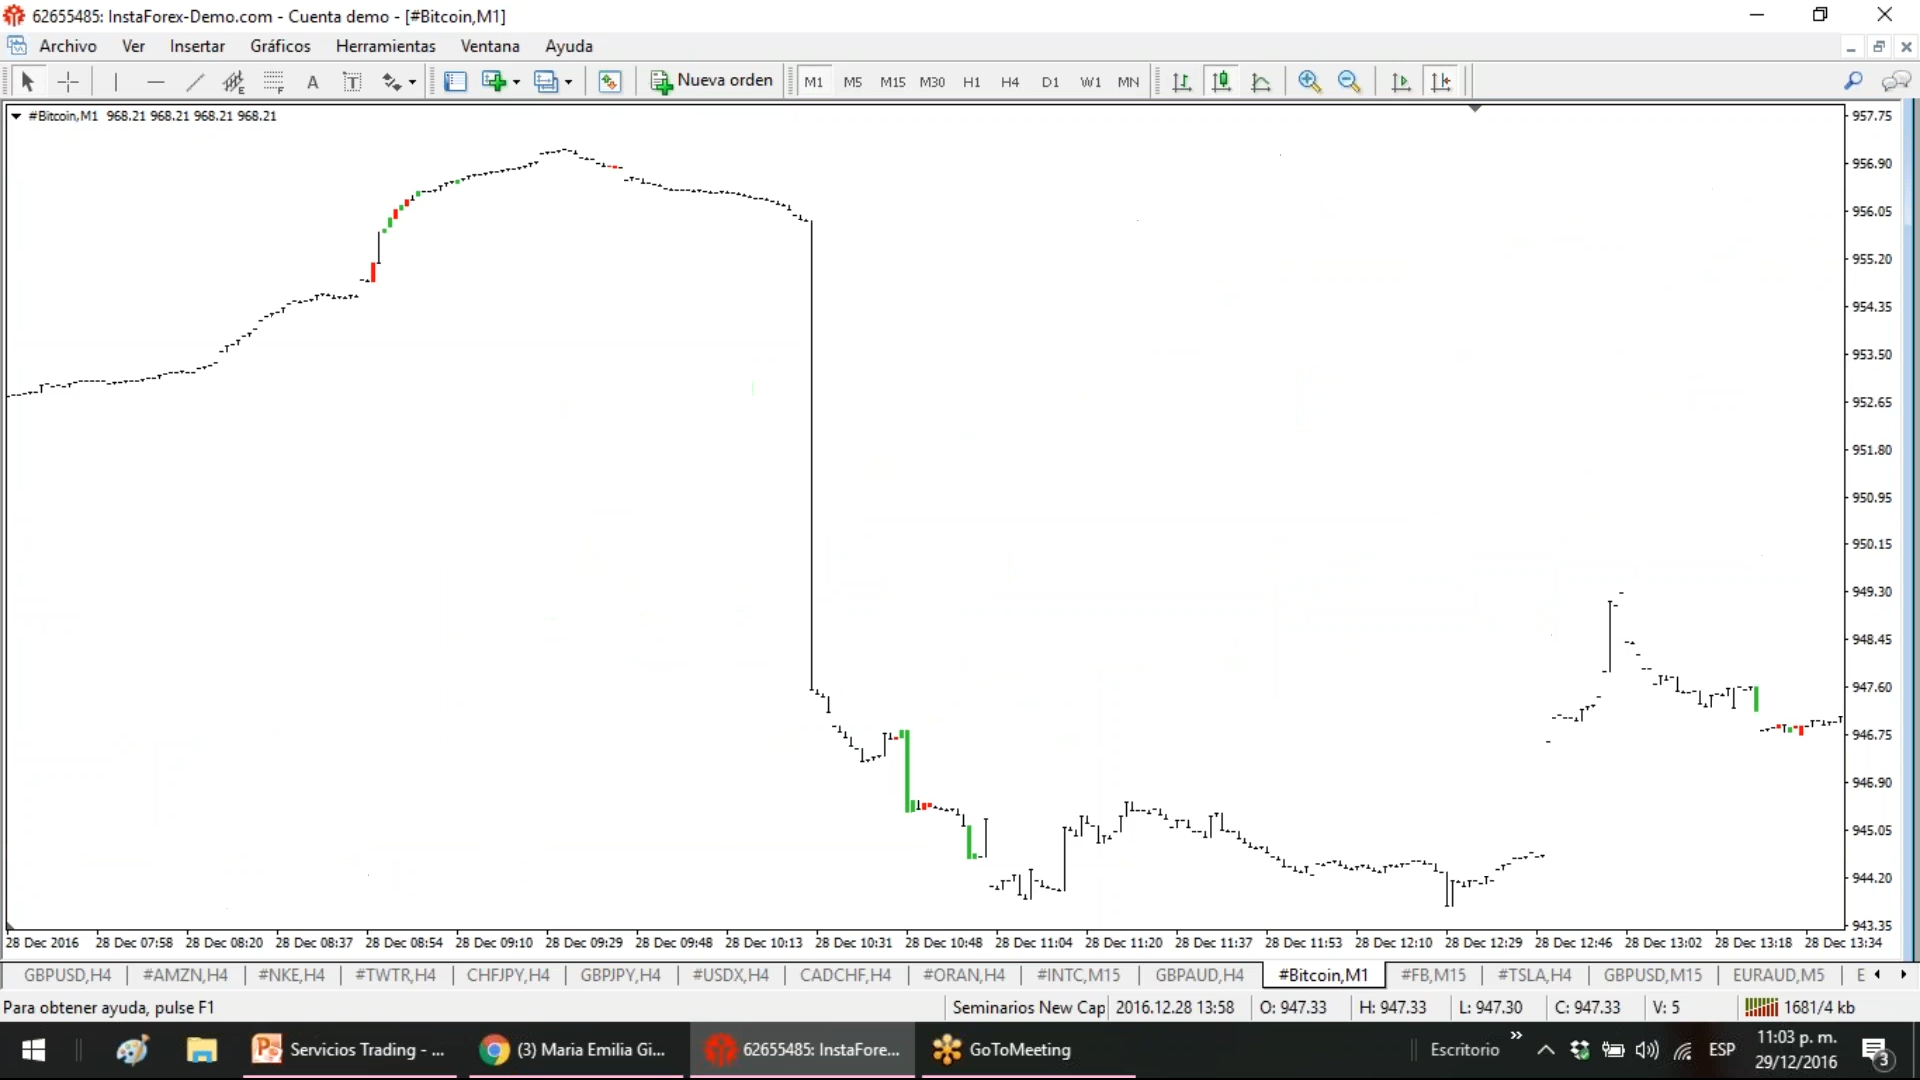 62655485: InstaForex-Demo.com - Cuenta demo - [#Bitcoin,M1]
Archivo Ver Insertar Gráficos Herramientas Ventana Ayuda
A T Nueva orden M1 M5 M15 M30 H1 H4 D1 W1 MN
#Bitcoin,M1 968.21 968.21 968.21 968.21
957.75
956.90
956.05
955.20
954.35
953.50
952.65
951.80
950.95
950.15
949.30
948.45
947.60
946.75
946.90
945.05
944.20
943.35
28 Dec 2016 28 Dec 07:58 28 Dec 08:20 28 Dec 08:37 28 Dec 08:54 28 Dec 09:10 28 Dec 09:29 28 Dec 09:48 28 Dec 10:13 28 Dec 10:31 28 Dec 10:48 28 Dec 11:04 28 Dec 11:20 28 Dec 11:37 28 Dec 11:53 28 Dec 12:10 28 Dec 12:29 28 Dec 12:46 28 Dec 13:02 28 Dec 13:18 28 Dec 13:34
GBPUSD,H4 #AMZN,H4 #NKE,H4 #TWTR,H4 CHFJPY,H4 GBPJPY,H4 #USDX,H4 CADCHF,H4 #ORAN,H4 #INTC,M15 GBPAUD,H4 #Bitcoin,M1 #FB,M15 #TSLA,H4 GBPUSD,M15 EURAUD,M5 E
Para obtener ayuda, pulse F1 Seminarios New Cap 2016.12.28 13:58 O: 947.33 H: 947.33 L: 947.30 C: 947.33 V: 5 1681/4 kb
Servicios Trading - ... (3) Maria Emilia Gi... 62655485: InstaFore... GoToMeeting Escritorio » ESP 11:03 p. m.
29/12/2016 3